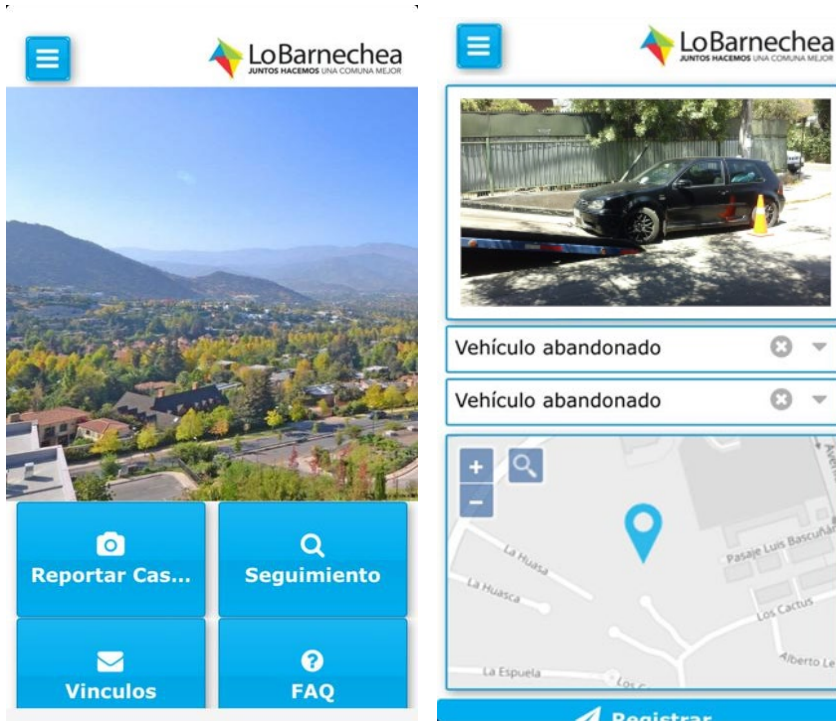 LoBarnechea
JUNTOS HACEMOS UNA COMUNA MEJOR
Reportar Cas...
Seguimiento
Vinculos
FAQ
LoBarnechea
JUNTOS HACEMOS UNA COMUNA MEJOR
Vehículo abandonado
Vehículo abandonado
La Huasa
La Huasca
Pasaje Luis Bascuñá
Los Cactus
Alberto Le
La Espuela
Registrar